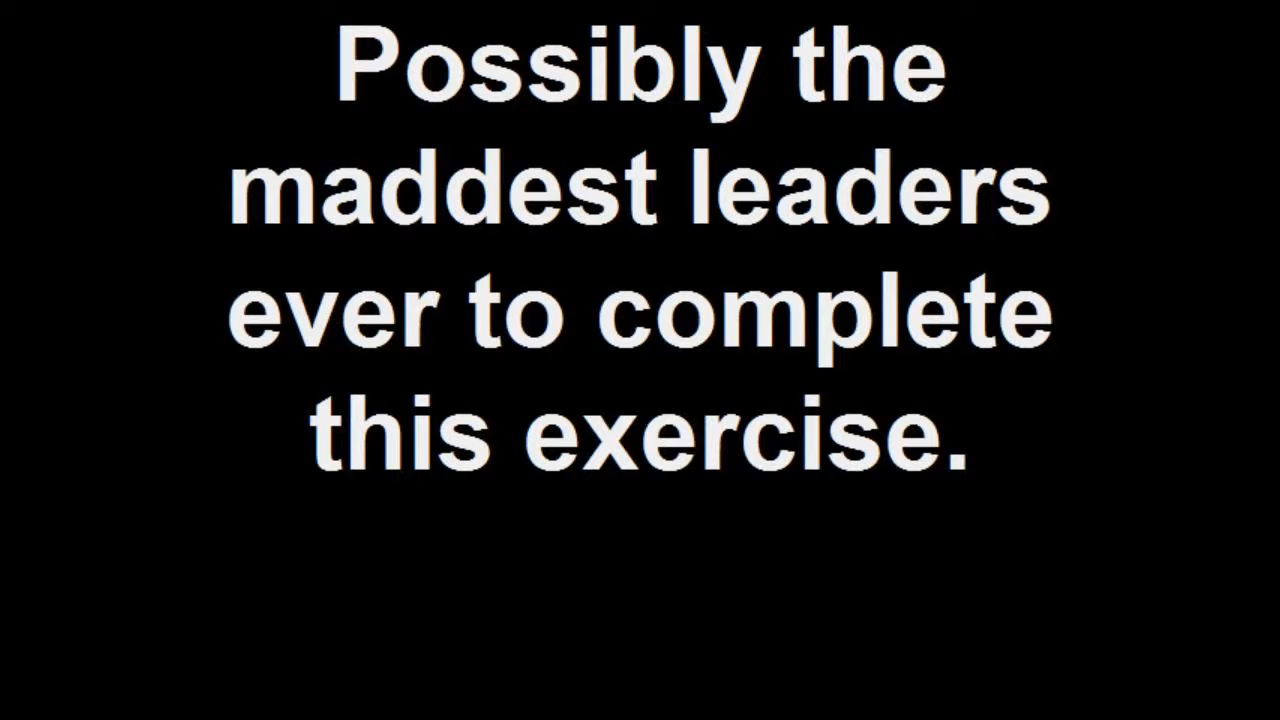 Possibly the
maddest leaders
ever to complete
this exercise.